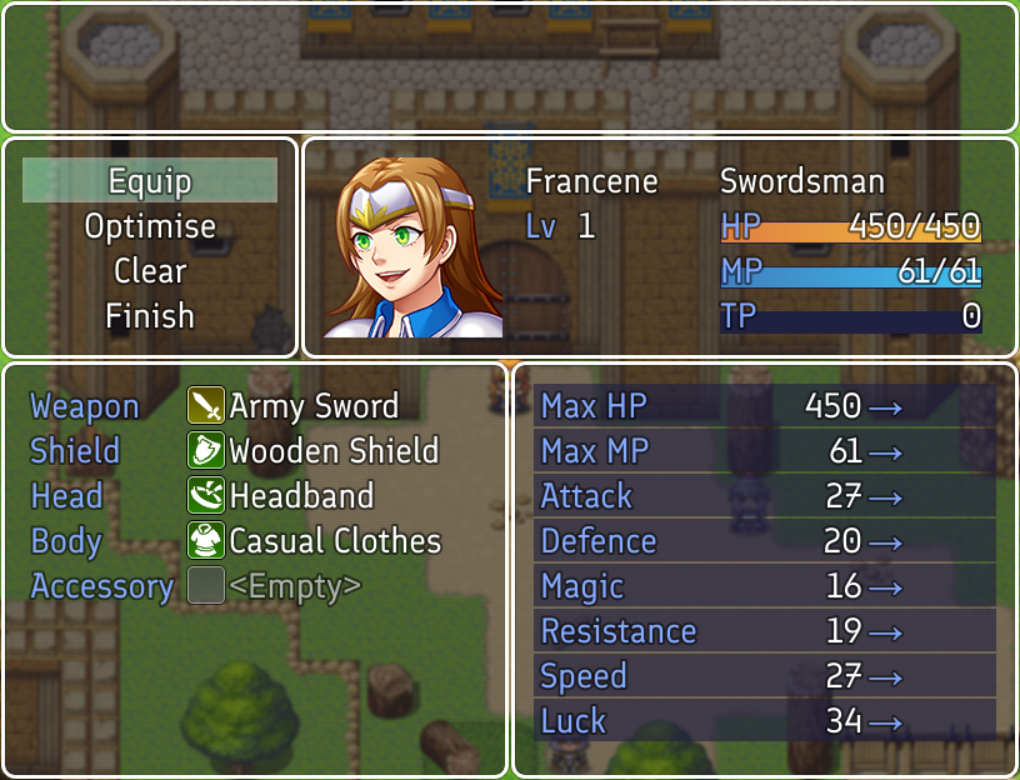 Equip
Optimise
Clear
Finish
Francene Swordsman
Lv 1 HP 450/450
MP 61/61
TP 0
Weapon Army Sword
Shield Wooden Shield
Head Headband
Body Casual Clothes
Accessory <Empty>
Max HP 450→
Max MP 61→
Attack 27→
Defence 20→
Magic 16→
Resistance 19→
Speed 27→
Luck 34→